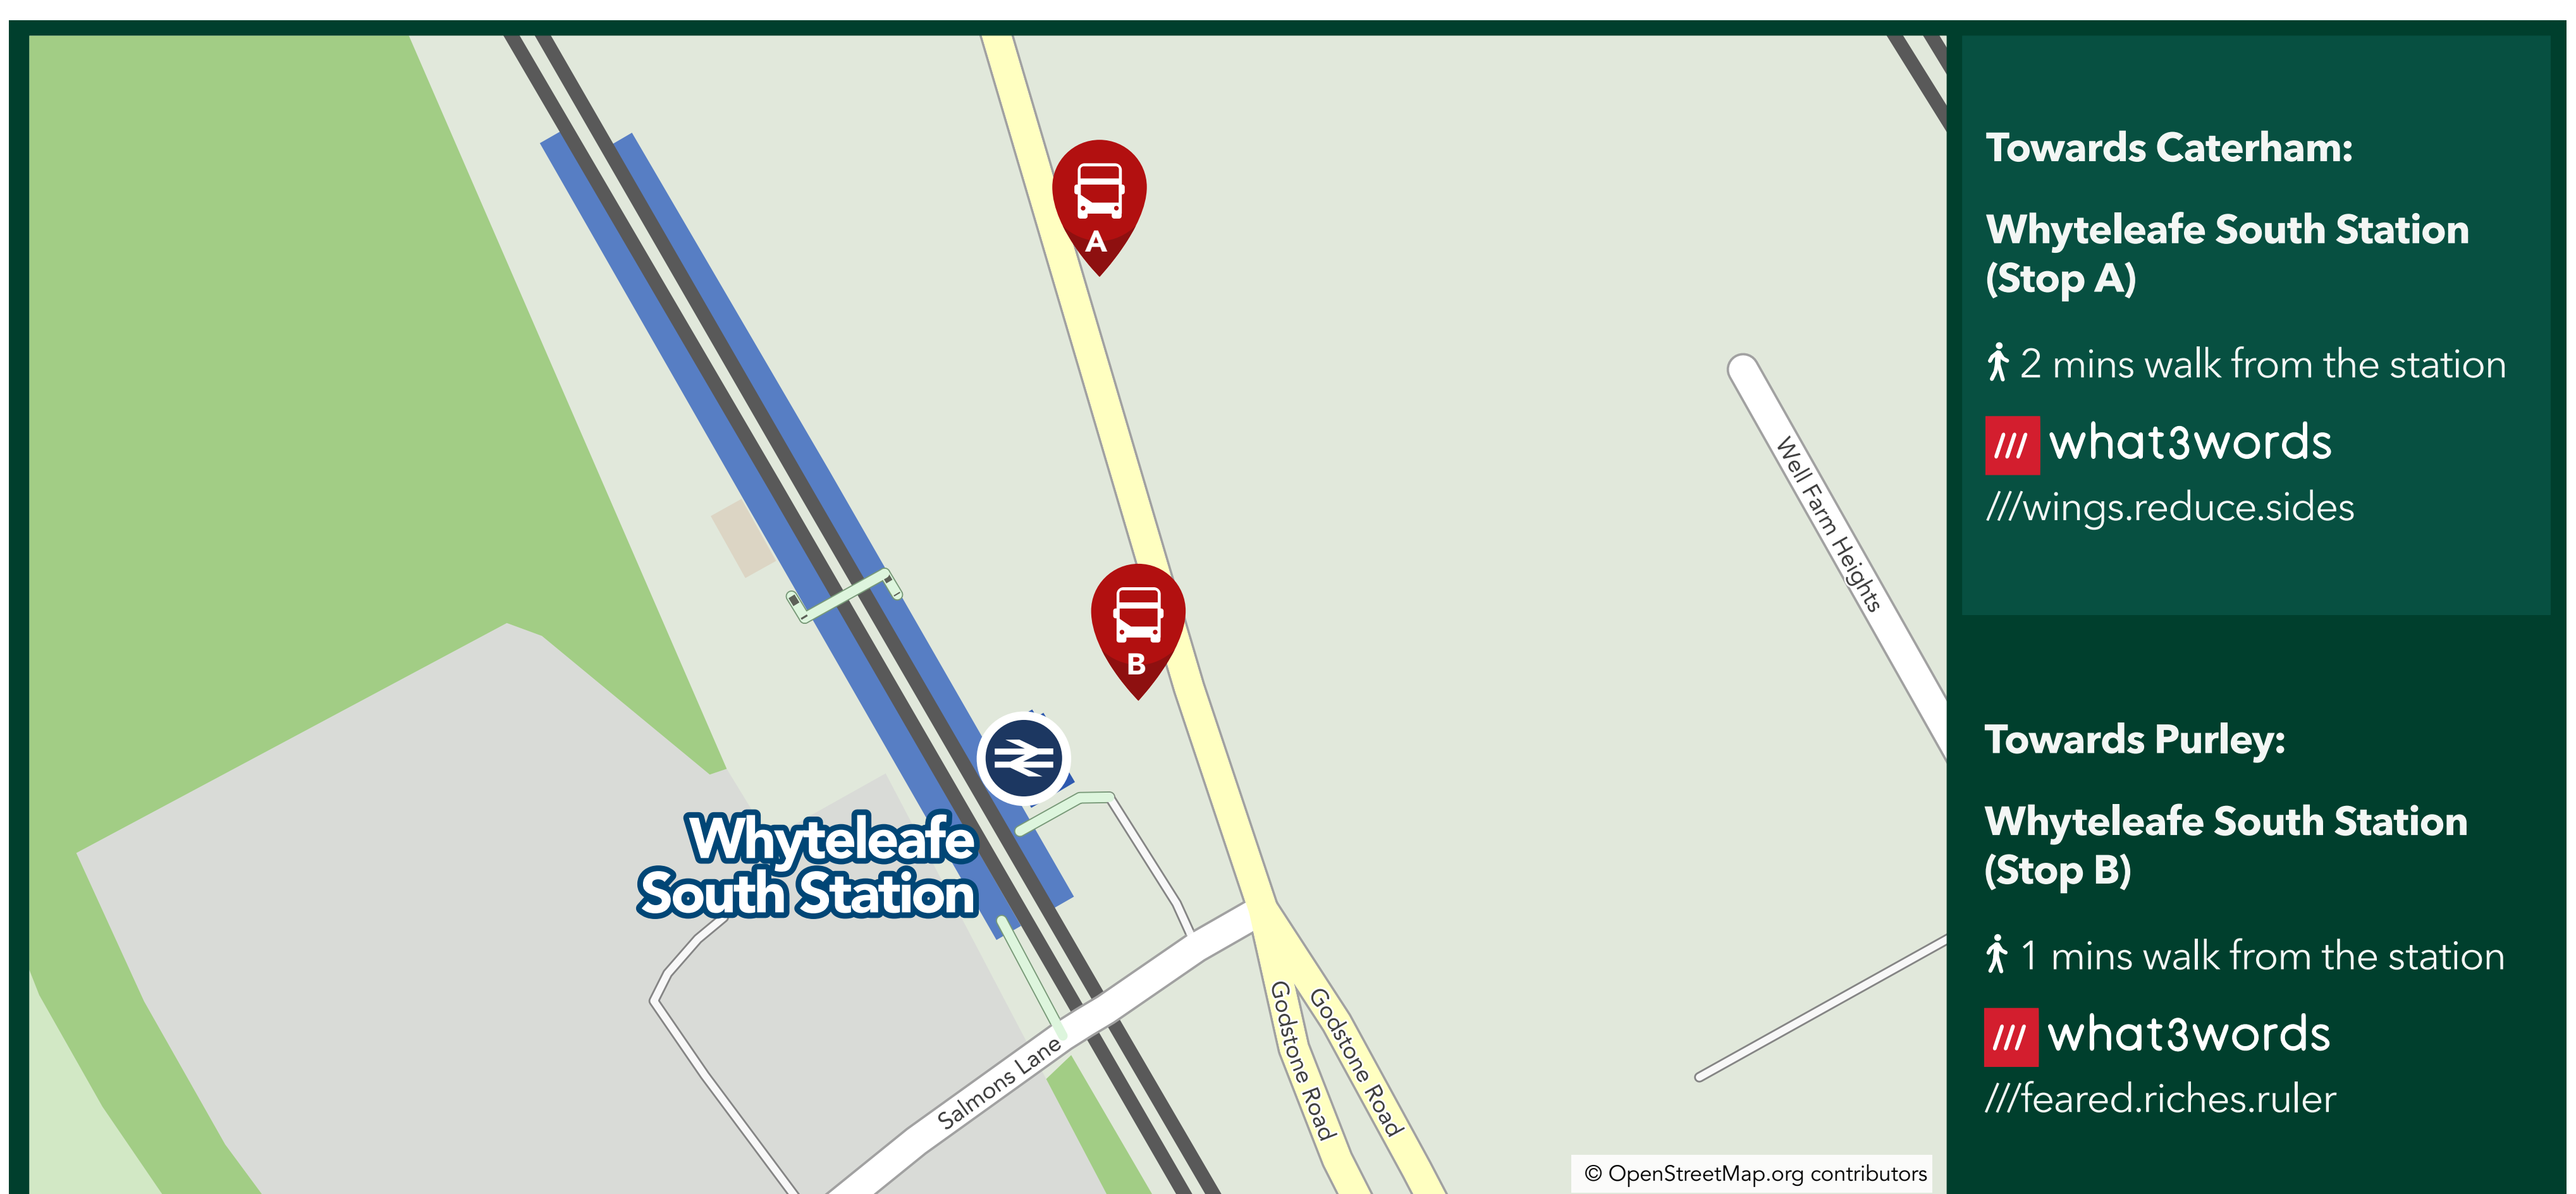 A
B
Whyteleafe
South Station
Well Farm Heights
Salmons Lane
Godstone Road
Godstone Road
© OpenStreetMap.org contributors
Towards Caterham:
Whyteleafe South Station
(Stop A)
2 mins walk from the station
what3words
///wings.reduce.sides
Towards Purley:
Whyteleafe South Station
(Stop B)
1 mins walk from the station
what3words
///feared.riches.ruler